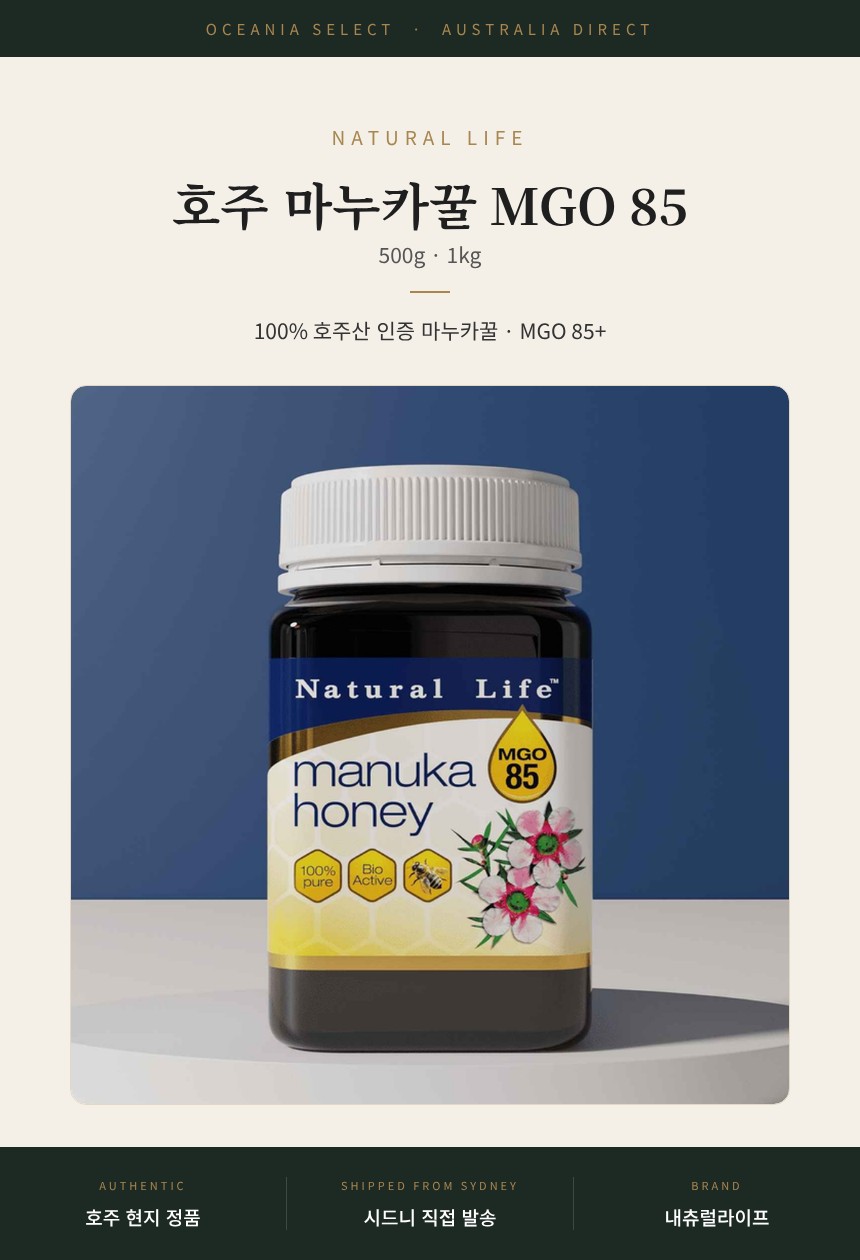 OCEANIA SELECT · AUSTRALIA DIRECT
NATURAL LIFE
호주 마누카꿀 MGO 85
500g · 1kg
100% 호주산 인증 마누카꿀 · MGO 85+
Natural Life™
MGO
85
manuka
honey
100%
pure
Bio
Active
AUTHENTIC
호주 현지 정품
SHIPPED FROM SYDNEY
시드니 직접 발송
BRAND
내츄럴라이프